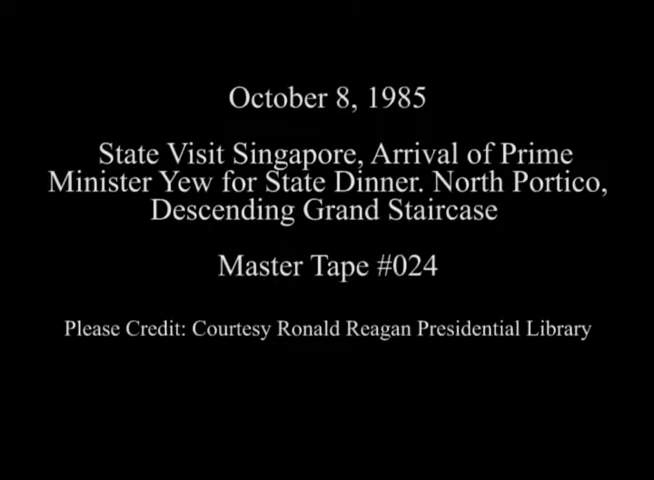 October 8, 1985
State Visit Singapore, Arrival of Prime
Minister Yew for State Dinner. North Portico,
Descending Grand Staircase
Master Tape #024
Please Credit: Courtesy Ronald Reagan Presidential Library